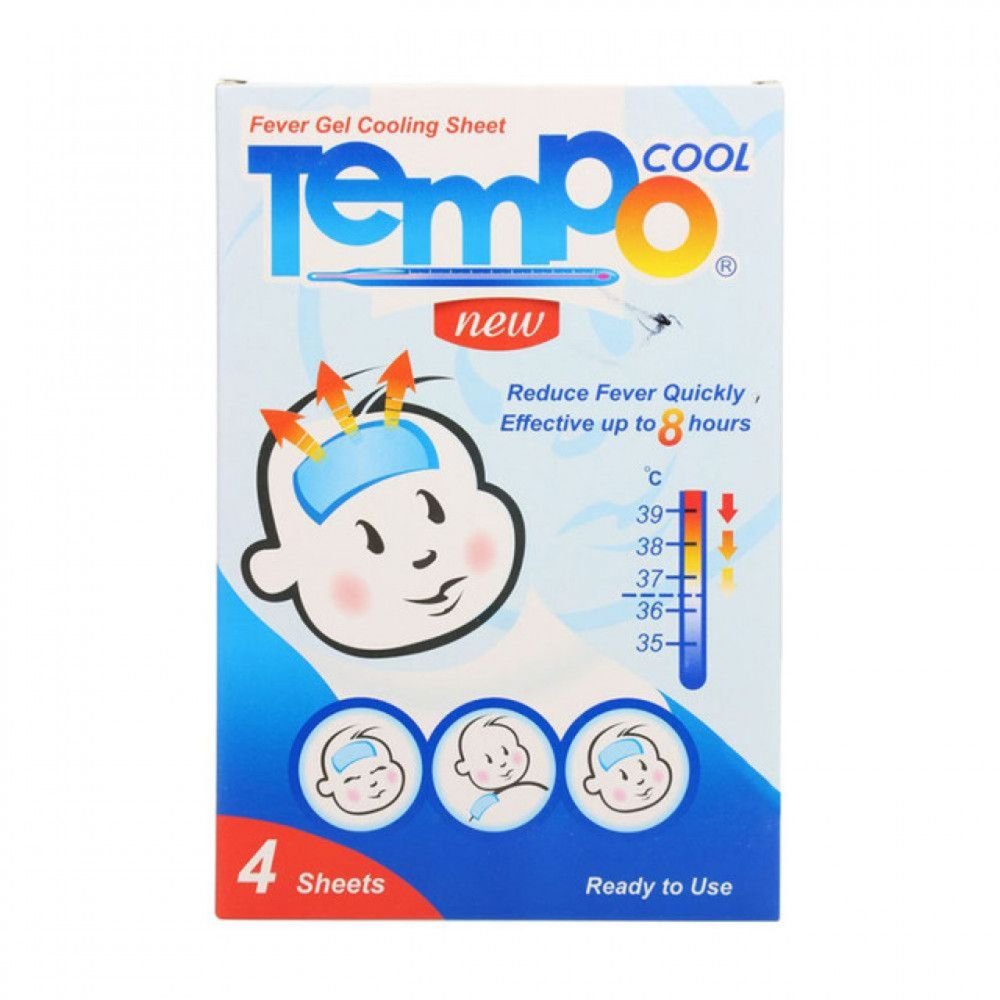 Fever Gel Cooling Sheet
Tempo COOL ®
new
Reduce Fever Quickly ,
Effective up to 8 hours
°C
39
38
37
36
35
4 Sheets
Ready to Use